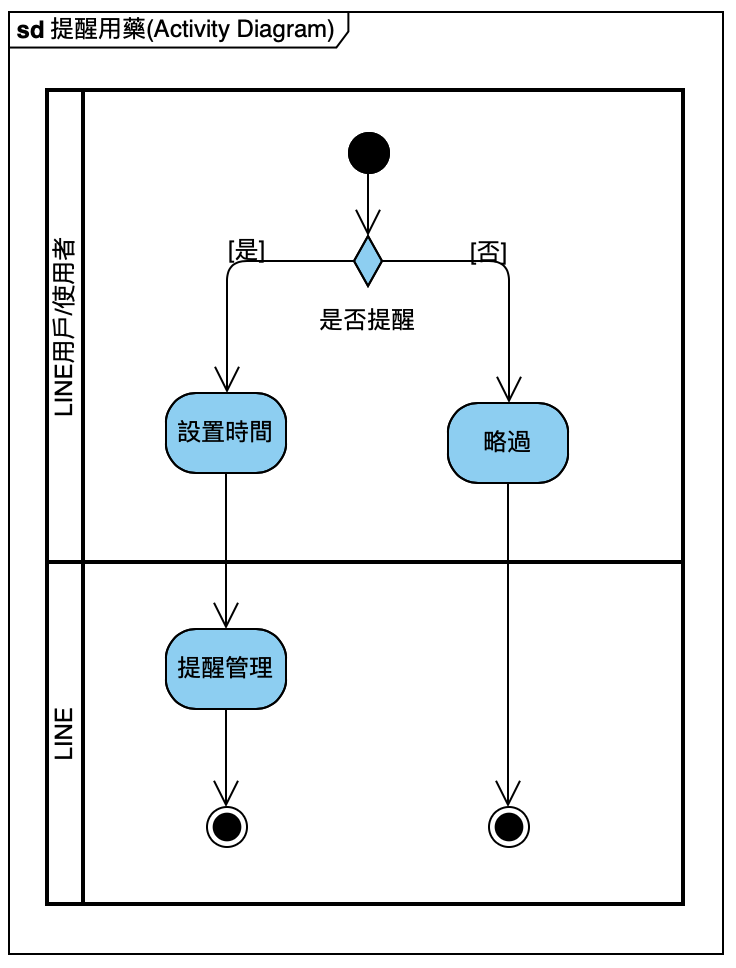 sd 提醒用藥(Activity Diagram)
LINE用戶/使用者
[是]
[否]
是否提醒
設置時間
略過
LINE
提醒管理